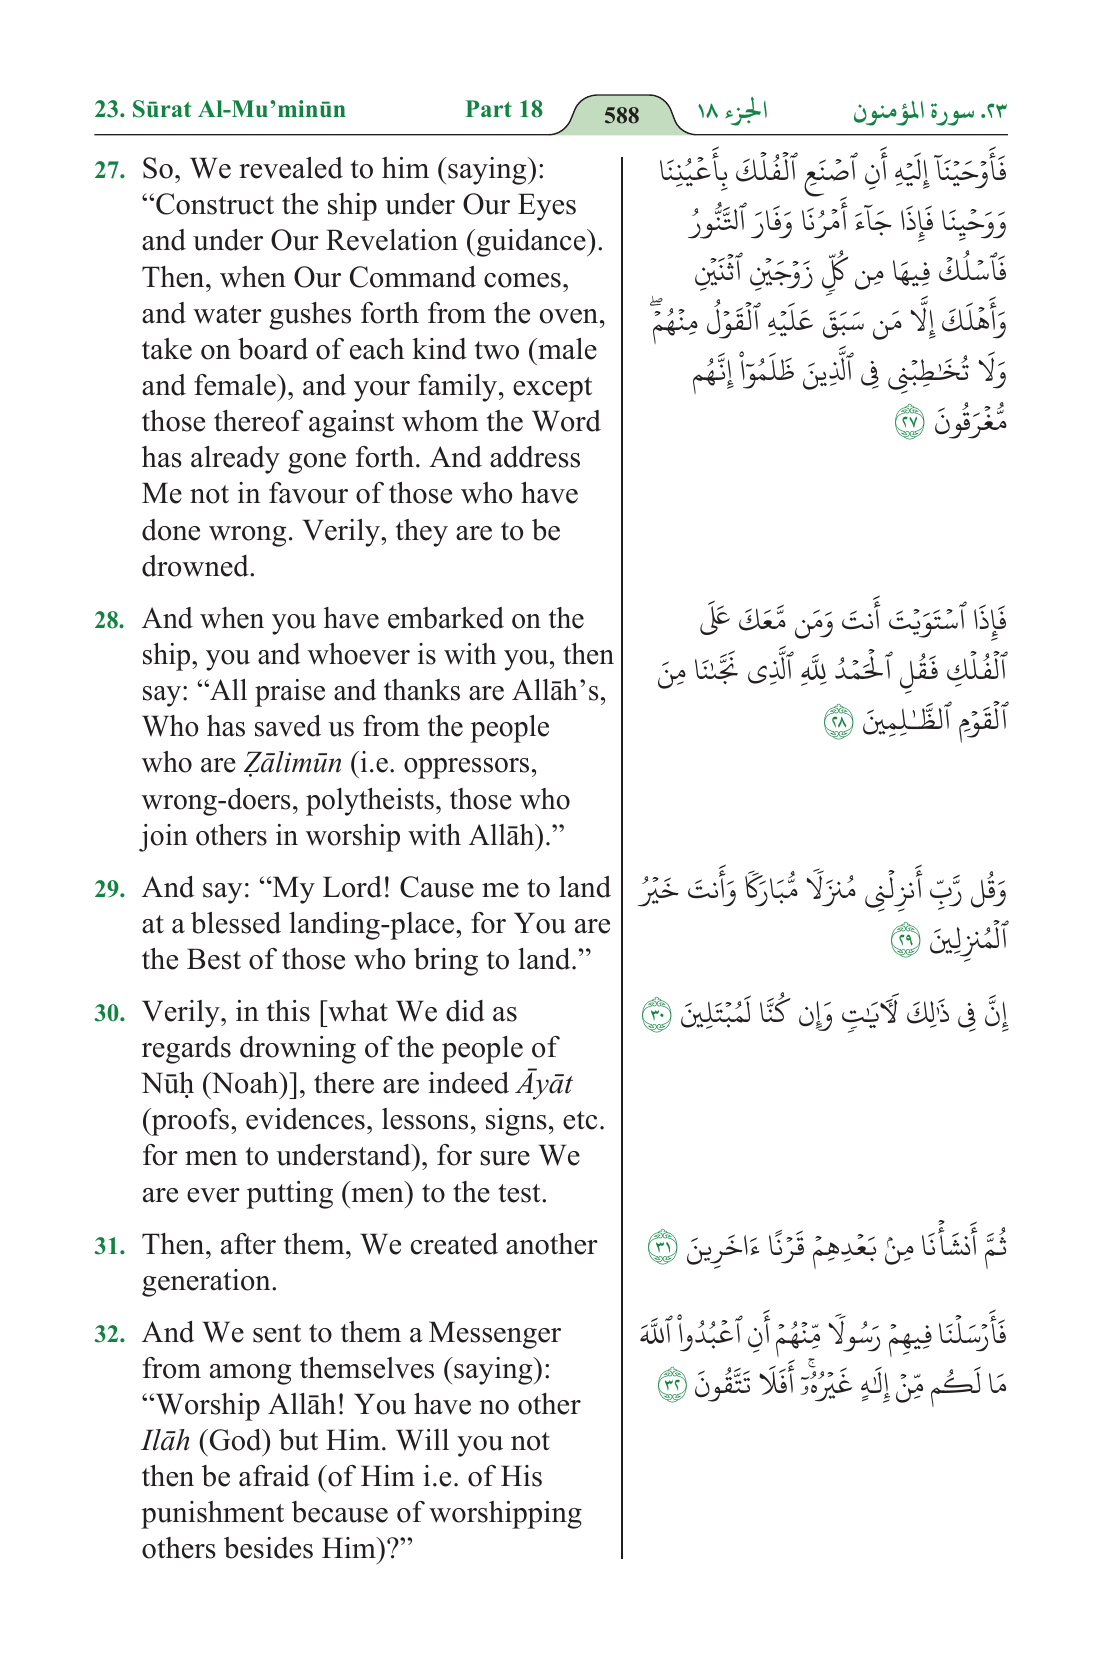 23. Sūrat Al-Mu’minūn Part 18 588 الجزء ١٨ ٢٣. سورة المؤمنون
27. So, We revealed to him (saying):
“Construct the ship under Our Eyes
and under Our Revelation (guidance).
Then, when Our Command comes,
and water gushes forth from the oven,
take on board of each kind two (male
and female), and your family, except
those thereof against whom the Word
has already gone forth. And address
Me not in favour of those who have
done wrong. Verily, they are to be
drowned.
28. And when you have embarked on the
ship, you and whoever is with you, then
say: “All praise and thanks are Allāh’s,
Who has saved us from the people
who are Ẓālimūn (i.e. oppressors,
wrong-doers, polytheists, those who
join others in worship with Allāh).”
29. And say: “My Lord! Cause me to land
at a blessed landing-place, for You are
the Best of those who bring to land.”
30. Verily, in this [what We did as
regards drowning of the people of
Nūḥ (Noah)], there are indeed Āyāt
(proofs, evidences, lessons, signs, etc.
for men to understand), for sure We
are ever putting (men) to the test.
31. Then, after them, We created another
generation.
32. And We sent to them a Messenger
from among themselves (saying):
“Worship Allāh! You have no other
Ilāh (God) but Him. Will you not
then be afraid (of Him i.e. of His
punishment because of worshipping
others besides Him)?”
فَأَوۡحَيۡنَآ إِلَيۡهِ أَنِ ٱصۡنَعِ ٱلۡفُلۡكَ بِأَعۡيُنِنَا
وَوَحۡيِنَا فَإِذَا جَآءَ أَمۡرُنَا وَفَارَ ٱلتَّنُّورُ
فَٱسۡلُكۡ فِيهَا مِن كُلّٖ زَوۡجَيۡنِ ٱثۡنَيۡنِ
وَأَهۡلَكَ إِلَّا مَن سَبَقَ عَلَيۡهِ ٱلۡقَوۡلُ مِنۡهُمۡۖ
وَلَا تُخَٰطِبۡنِي فِي ٱلَّذِينَ ظَلَمُوٓاْ إِنَّهُم
مُّغۡرَقُونَ ٢٧
فَإِذَا ٱسۡتَوَيۡتَ أَنتَ وَمَن مَّعَكَ عَلَى
ٱلۡفُلۡكِ فَقُلِ ٱلۡحَمۡدُ لِلَّهِ ٱلَّذِي نَجَّىٰنَا مِنَ
ٱلۡقَوۡمِ ٱلظَّٰلِمِينَ ٢٨
وَقُل رَّبِّ أَنزِلۡنِي مُنزَلٗا مُّبَارَكٗا وَأَنتَ خَيۡرُ
ٱلۡمُنزِلِينَ ٢٩
إِنَّ فِي ذَٰلِكَ لَأٓيَٰتٖ وَإِن كُنَّا لَمُبۡتَلِينَ ٣٠
ثُمَّ أَنشَأۡنَا مِنۢ بَعۡدِهِمۡ قَرۡنًا ءَاخَرِينَ ٣١
فَأَرۡسَلۡنَا فِيهِمۡ رَسُولٗا مِّنۡهُمۡ أَنِ ٱعۡبُدُواْ ٱللَّهَ
مَا لَكُم مِّنۡ إِلَٰهٍ غَيۡرُهُۥٓۚ أَفَلَا تَتَّقُونَ ٣٢